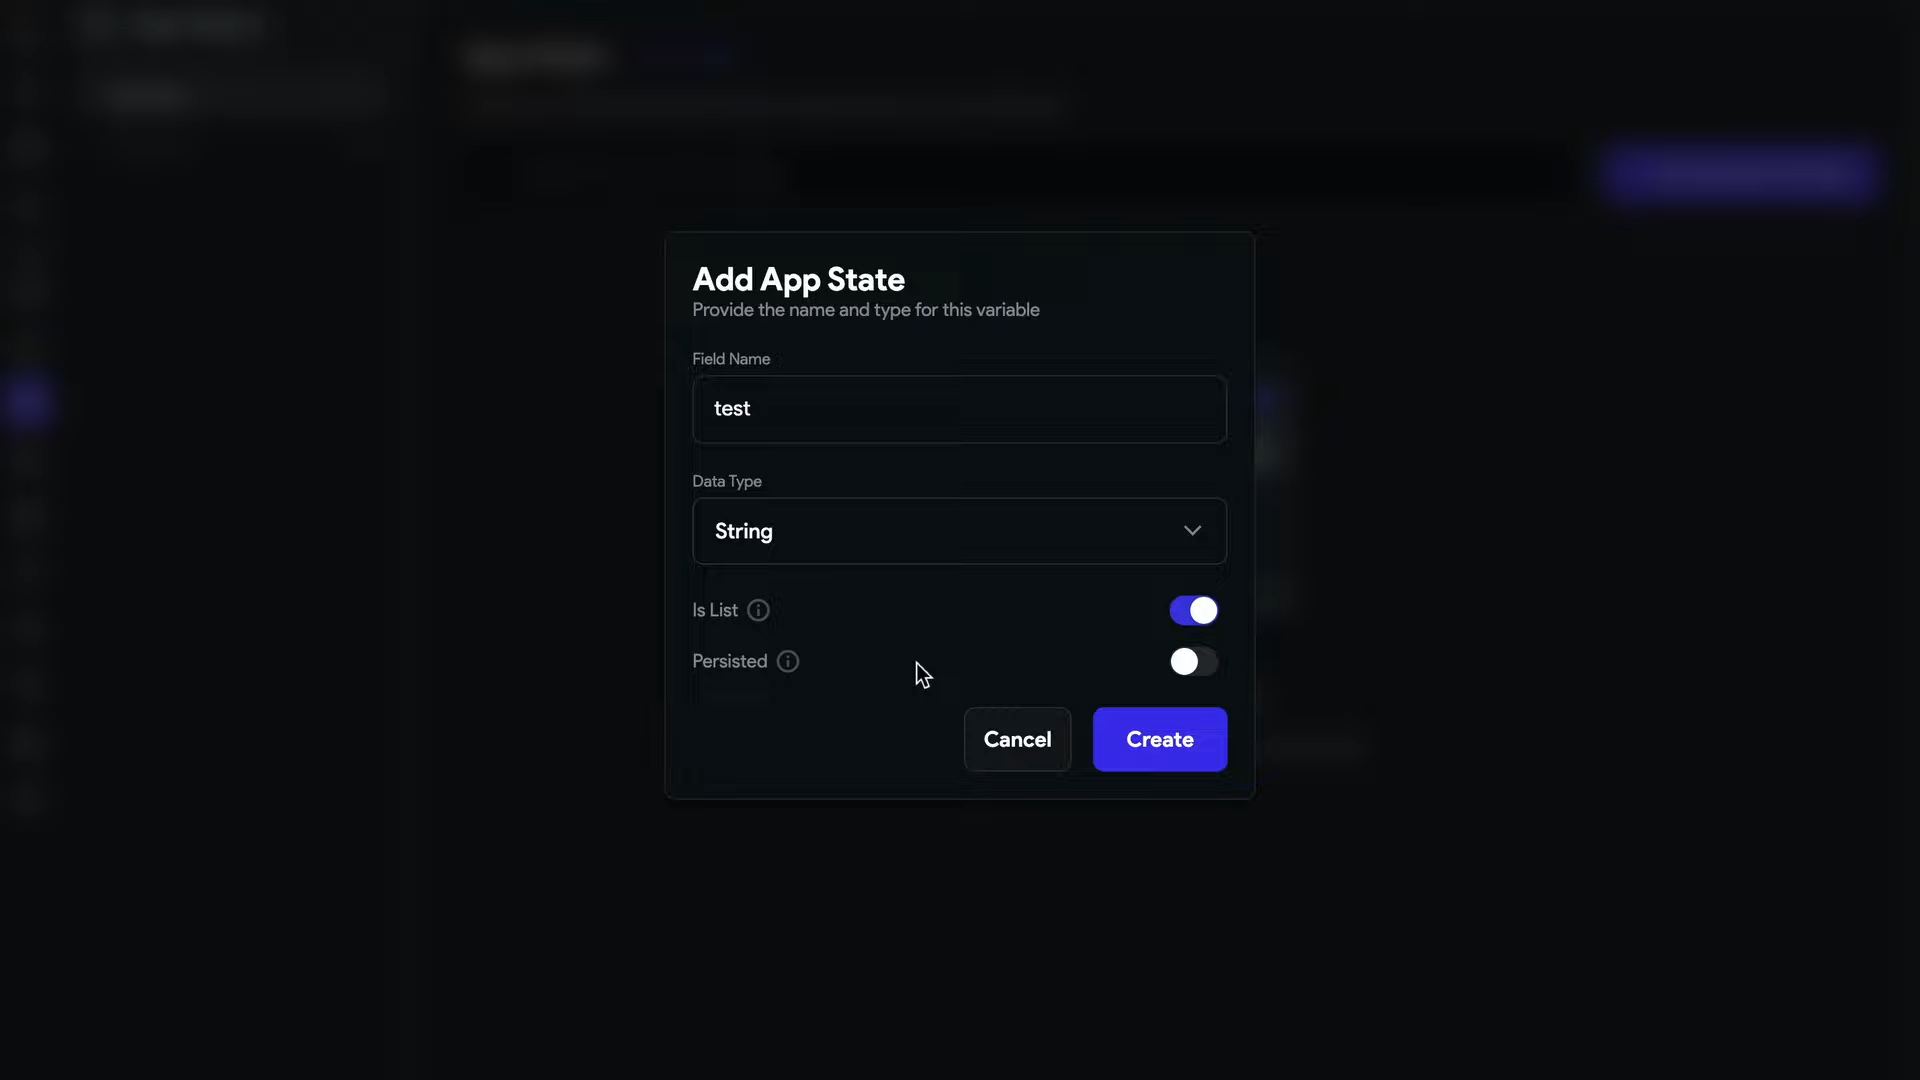 Add App State
Provide the name and type for this variable
Field Name
test
Data Type
String
Is List
Persisted
Cancel
Create